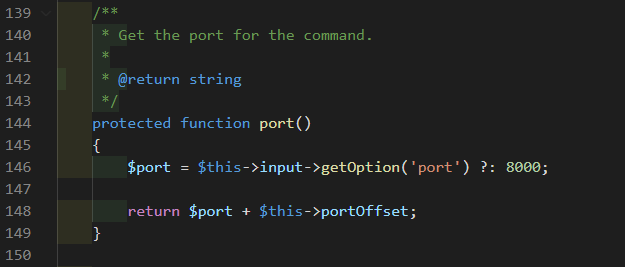 139 /**
140  * Get the port for the command.
141  *
142  * @return string
143  */
144 protected function port()
145 {
146     $port = $this->input->getOption('port') ?: 8000;
147
148     return $port + $this->portOffset;
149 }
150